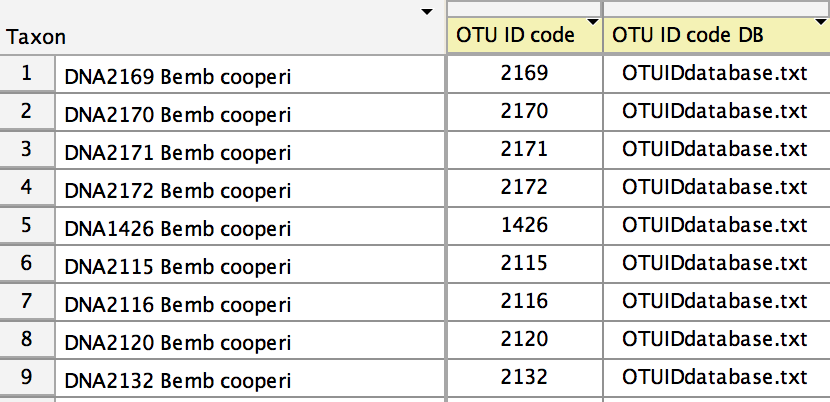 Taxon OTU ID code OTU ID code DB
1 DNA2169 Bemb cooperi 2169 OTUIDdatabase.txt
2 DNA2170 Bemb cooperi 2170 OTUIDdatabase.txt
3 DNA2171 Bemb cooperi 2171 OTUIDdatabase.txt
4 DNA2172 Bemb cooperi 2172 OTUIDdatabase.txt
5 DNA1426 Bemb cooperi 1426 OTUIDdatabase.txt
6 DNA2115 Bemb cooperi 2115 OTUIDdatabase.txt
7 DNA2116 Bemb cooperi 2116 OTUIDdatabase.txt
8 DNA2120 Bemb cooperi 2120 OTUIDdatabase.txt
9 DNA2132 Bemb cooperi 2132 OTUIDdatabase.txt